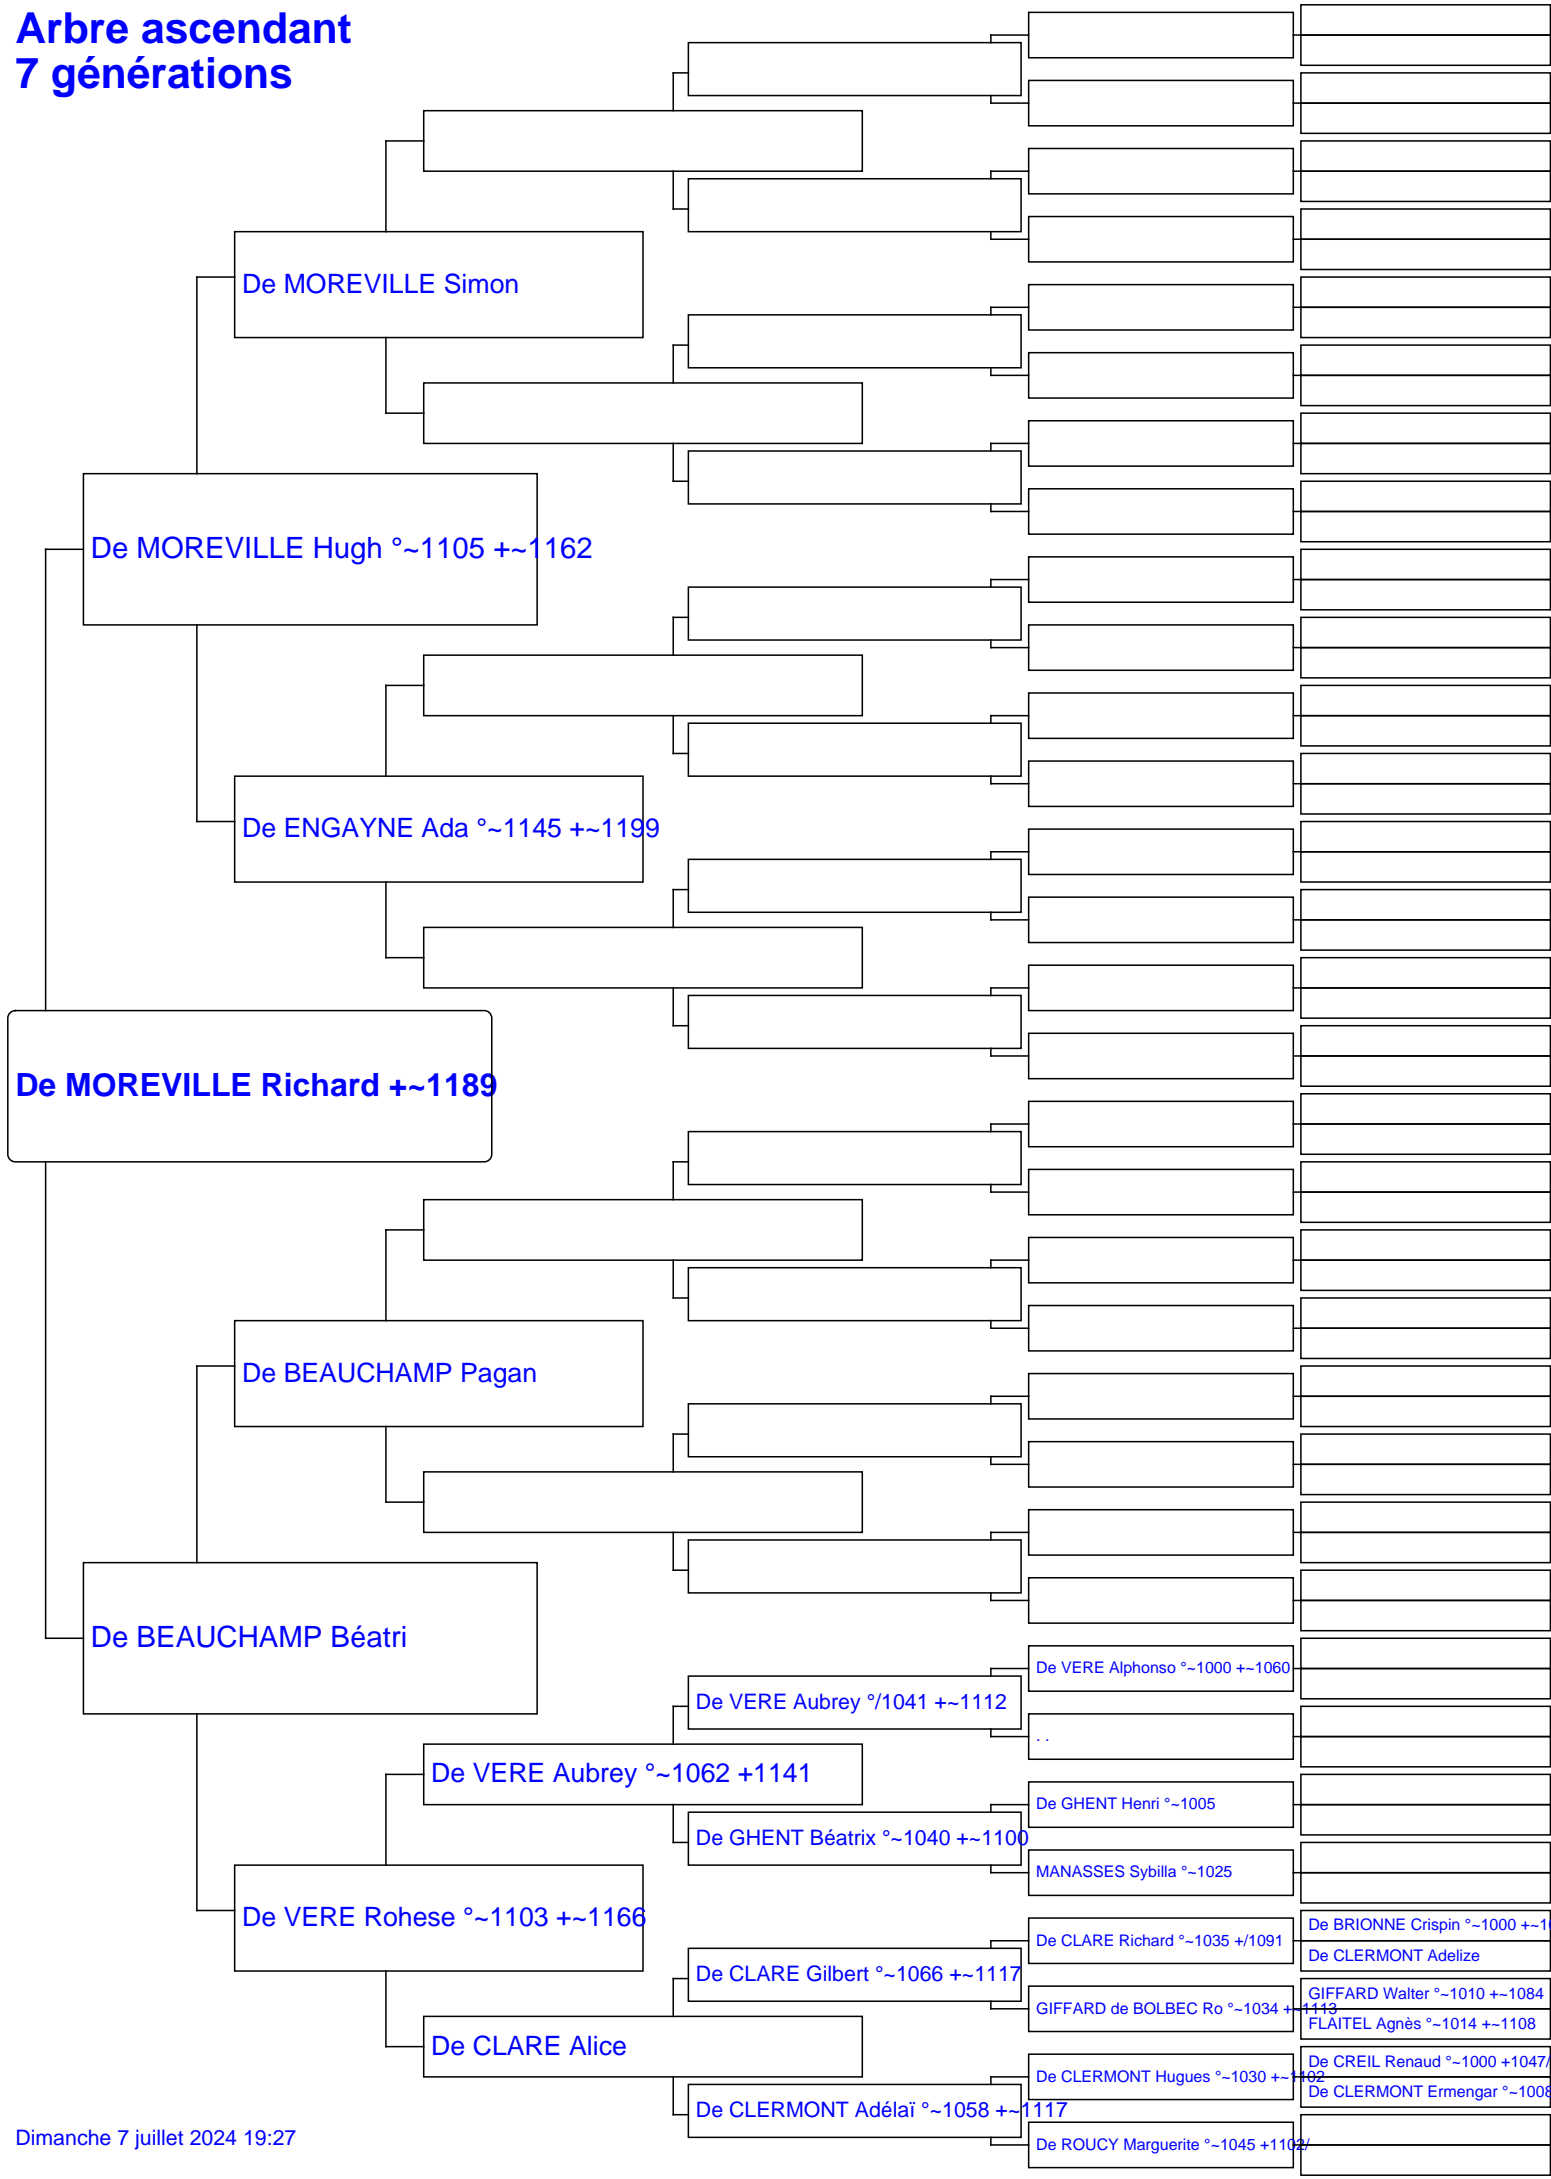 Arbre ascendant
7 générations
De MOREVILLE Simon
De MOREVILLE Hugh °~1105 +~1162
De ENGAYNE Ada °~1145 +~1199
De MOREVILLE Richard +~1189
De BEAUCHAMP Pagan
De BEAUCHAMP Béatri
De VERE Alphonso °~1000 +~1060
De VERE Aubrey °/1041 +~1112
. .
De VERE Aubrey °~1062 +1141
De GHENT Henri °~1005
De GHENT Béatrix °~1040 +~1100
MANASSES Sybilla °~1025
De VERE Rohese °~1103 +~1166
De BRIONNE Crispin °~1000 +~1
De CLARE Richard °~1035 +/1091
De CLERMONT Adelize
De CLARE Gilbert °~1066 +~1117
GIFFARD Walter °~1010 +~1084
GIFFARD de BOLBEC Ro °~1034 +~1113
FLAITEL Agnès °~1014 +~1108
De CLARE Alice
De CREIL Renaud °~1000 +1047/
De CLERMONT Hugues °~1030 +~1102
De CLERMONT Ermengar °~1008
De CLERMONT Adélaï °~1058 +~1117
De ROUCY Marguerite °~1045 +1102/
Dimanche 7 juillet 2024 19:27